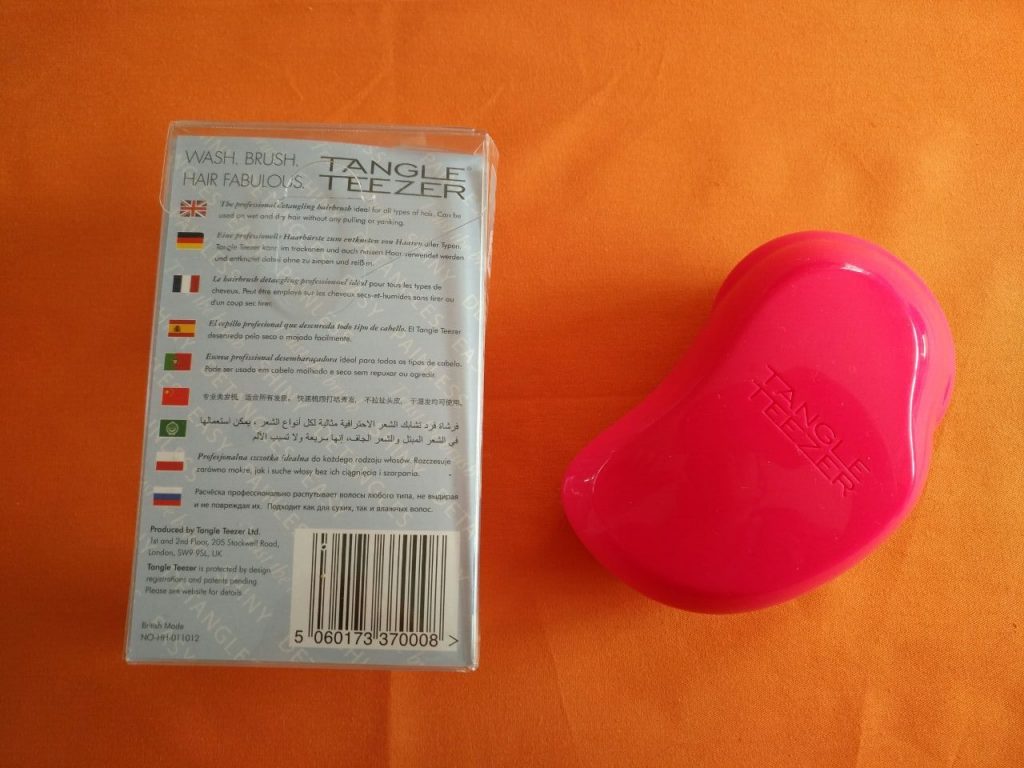 WASH. BRUSH.
HAIR FABULOUS.
TANGLE
TEEZER
The professional detangling hairbrush ideal for all types of hair. Can be
used on wet and dry hair without any pulling or yanking.
Eine professionelle Haarbürste zum entknoten von Haaren aller Typen.
Tangle Teezer kann im trockenen und auch nassen Haar verwendet werden
und entknotet dabei ohne zu ziepen und reißen.
Le hairbrush detangling professionnel idéal pour tous les types de
cheveux. Peut être employé sur les cheveux secs-et-humides sans tirer ou
d'un coup sec tirer.
El cepillo profesional que desenreda todo tipo de cabello. El Tangle Teezer
desenreda pelo seco o mojado facilmente.
Escova profissional desembaraçadora ideal para todos os tipos de cabelo.
Pode ser usado em cabelo molhado e seco sem repuxar ou agredir.
专业美发梳，适合所有发质。快速梳顺打结秀发，不拉扯头皮，干湿发均可使用。
فرشاة فرد تشابك الشعر الاحترافية مثالية لكل أنواع الشعر ، يمكن استعمالها
في الشعر المبتل والشعر الجاف، إنها سريعة ولا تسبب الألم
Profesjonalna szczotka idealna do każdego rodzaju włosów. Rozczesuje
zarówno mokre, jak i suche włosy bez ich ciągnięcia i szarpania.
Расчёска профессионально распутывает волосы любого типа, не выдирая
и не повреждая их. Подходит как для сухих, так и влажных волос.
Produced by Tangle Teezer Ltd.
1st and 2nd Floor, 205 Stockwell Road,
London, SW9 9SL, UK
Tangle Teezer is protected by design
registrations and patents pending.
Please see website for details
British Made
NO-HH-011012
5 060173 370008 >
TANGLE
TEEZER